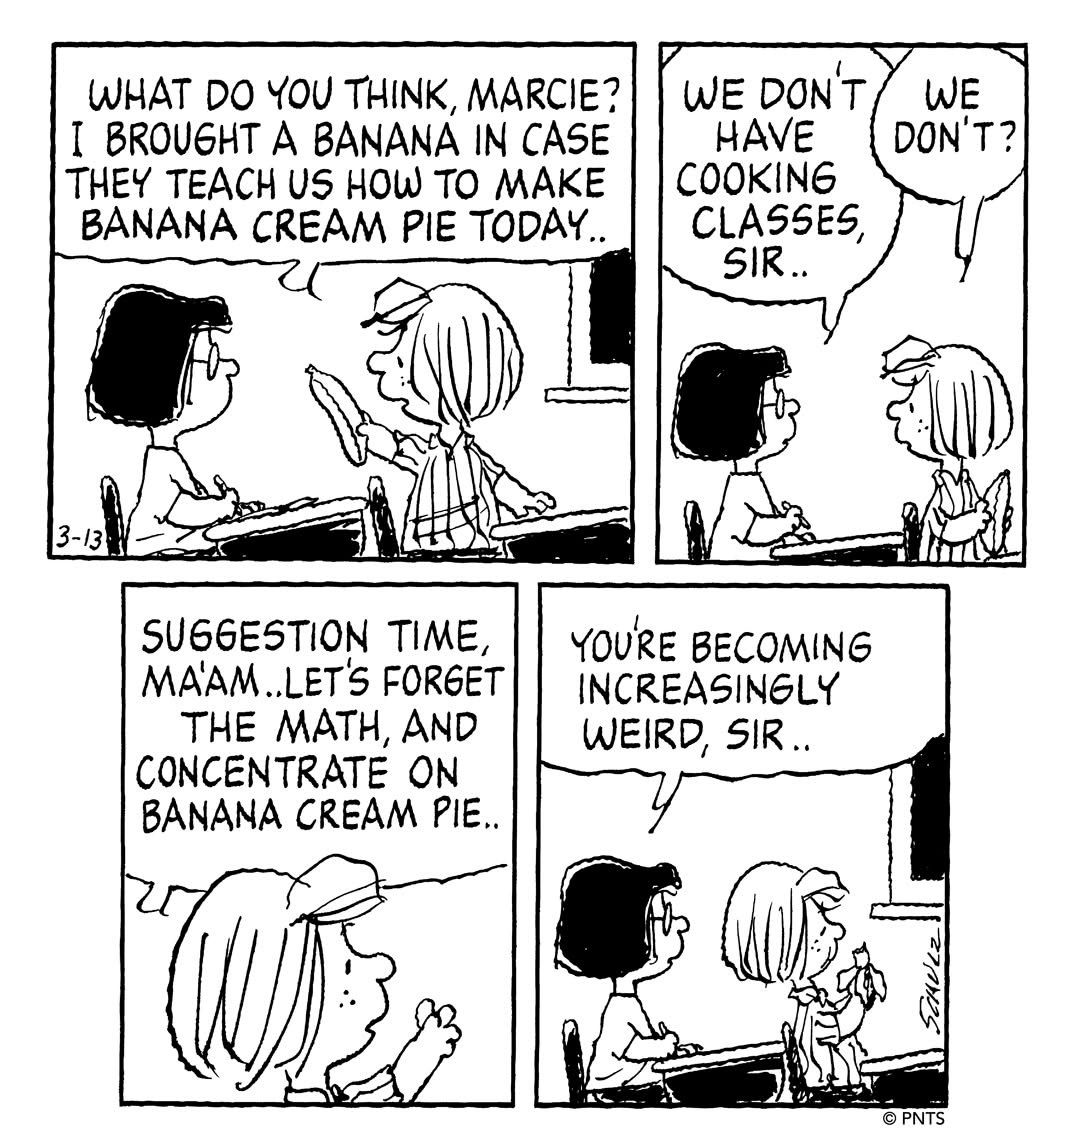 WHAT DO YOU THINK, MARCIE?
I BROUGHT A BANANA IN CASE
THEY TEACH US HOW TO MAKE
BANANA CREAM PIE TODAY..
3-13
WE DON'T
HAVE
COOKING
CLASSES,
SIR..
WE
DON'T?
SUGGESTION TIME,
MA'AM..LET'S FORGET
THE MATH, AND
CONCENTRATE ON
BANANA CREAM PIE..
YOU'RE BECOMING
INCREASINGLY
WEIRD, SIR..
SCHULZ
© PNTS